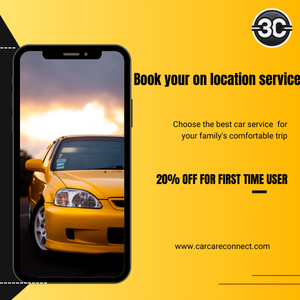 3C
Book your on location service
Choose the best car service for
your family's comfortable trip
20% OFF FOR FIRST TIME USER
www.carcareconnect.com